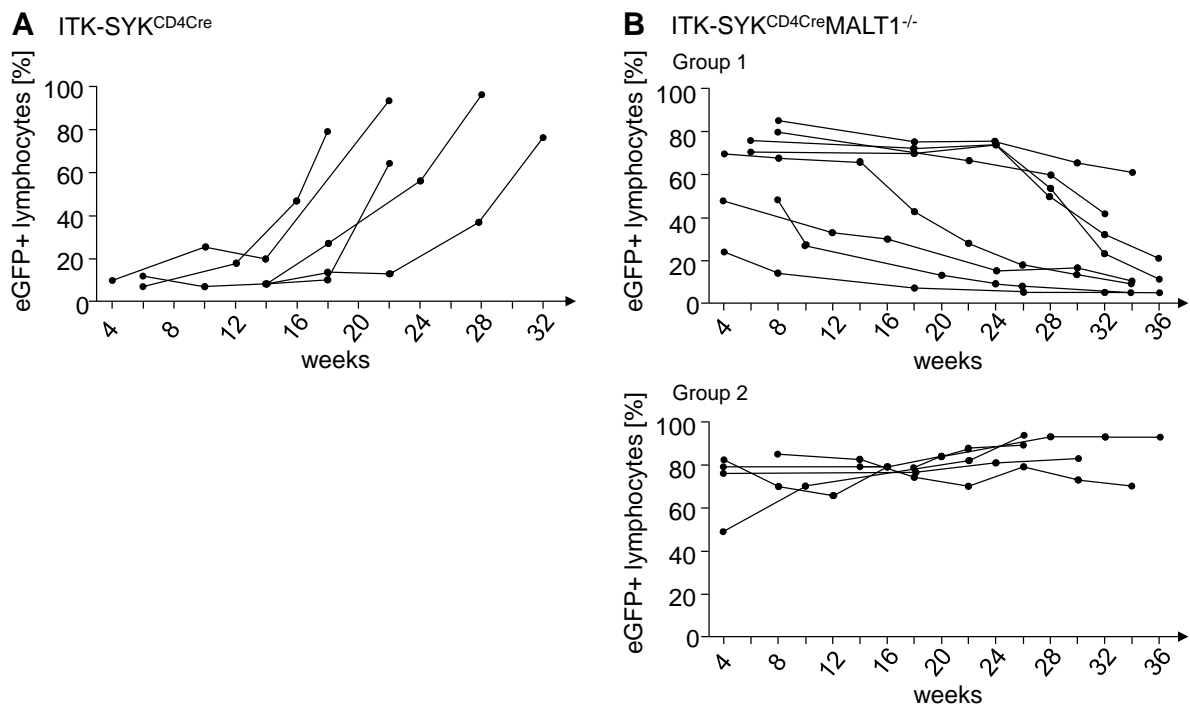 A ITK-SYK^CD4Cre
eGFP+ lymphocytes [%]
100
80
60
40
20
0
4 8 12 16 20 24 28 32
weeks
B ITK-SYK^CD4Cre MALT1^-/-
Group 1
eGFP+ lymphocytes [%]
100
80
60
40
20
0
4 8 12 16 20 24 28 32 36
weeks
Group 2
eGFP+ lymphocytes [%]
100
80
60
40
20
0
4 8 12 16 20 24 28 32 36
weeks